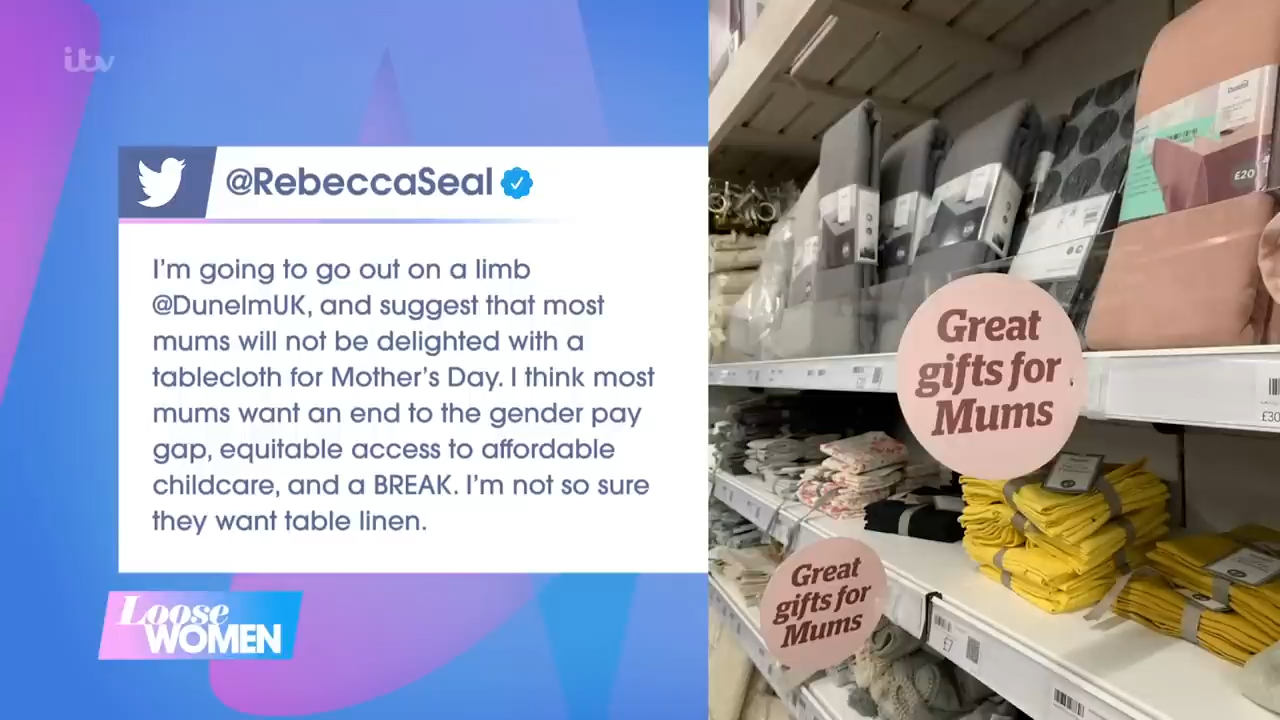 itv
@RebeccaSeal
I'm going to go out on a limb
@DunelmUK, and suggest that most
mums will not be delighted with a
tablecloth for Mother's Day. I think most
mums want an end to the gender pay
gap, equitable access to affordable
childcare, and a BREAK. I'm not so sure
they want table linen.
Loose
WOMEN
Dunelm
£20
Great
gifts for
Mums
£30
Great
gifts for
Mums
£7